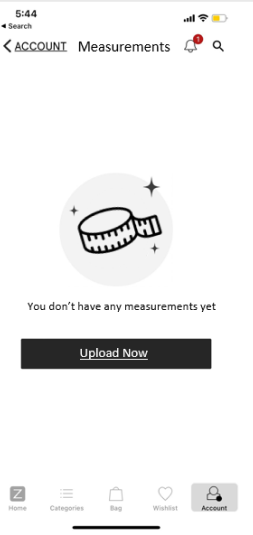 5:44
Search
ACCOUNT Measurements 1
You don't have any measurements yet
Upload Now
Z
Home Categories Bag Wishlist Account